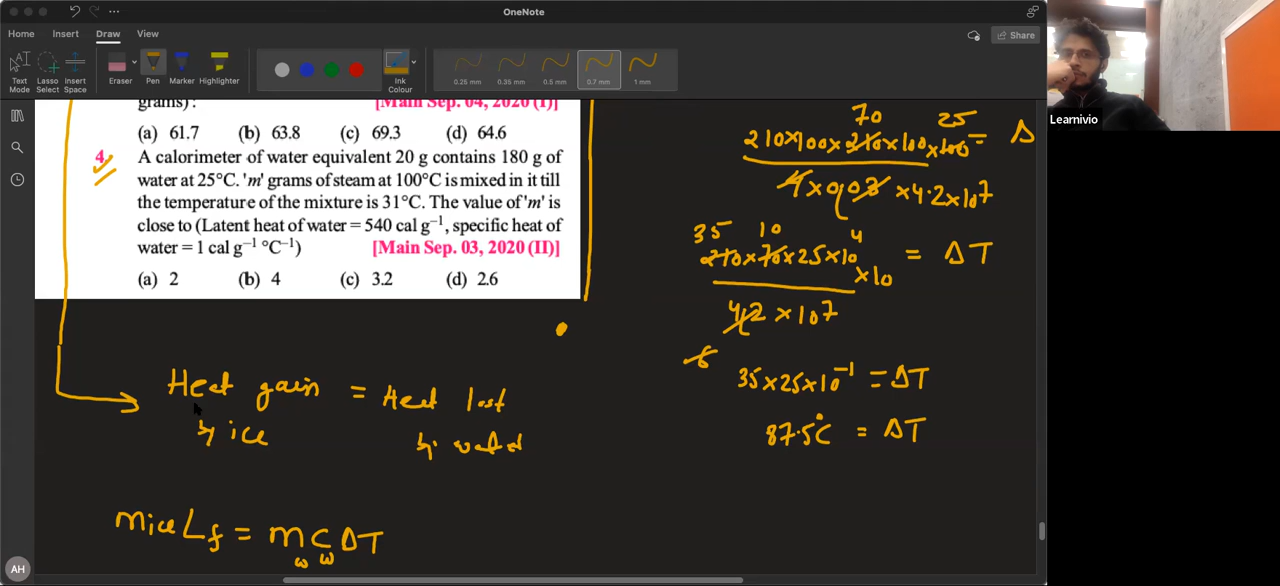 OneNote
Home Insert Draw View
Share
Text Mode
Lasso Select
Insert Space
Eraser
Pen
Marker
Highlighter
Ink Colour
0.25 mm
0.35 mm
0.5 mm
0.7 mm
1 mm
Learnivio
grams): [Main Sep. 04, 2020 (I)]
(a) 61.7 (b) 63.8 (c) 69.3 (d) 64.6
4. A calorimeter of water equivalent 20 g contains 180 g of
water at 25°C. 'm' grams of steam at 100°C is mixed in it till
the temperature of the mixture is 31°C. The value of 'm' is
close to (Latent heat of water = 540 cal g⁻¹, specific heat of
water = 1 cal g⁻¹ °C⁻¹) [Main Sep. 03, 2020 (II)]
(a) 2 (b) 4 (c) 3.2 (d) 2.6
Heat gain = Heat lost
by ice by water
mice Lf = mw cw ΔT
70 25
210×100×210×100×100 = Δ
×4.2×10⁷
35 10 4
210×70×25×10 ×10 = ΔT
42×10⁷
35×25×10⁻¹ = ΔT
87.5°C = ΔT
AH